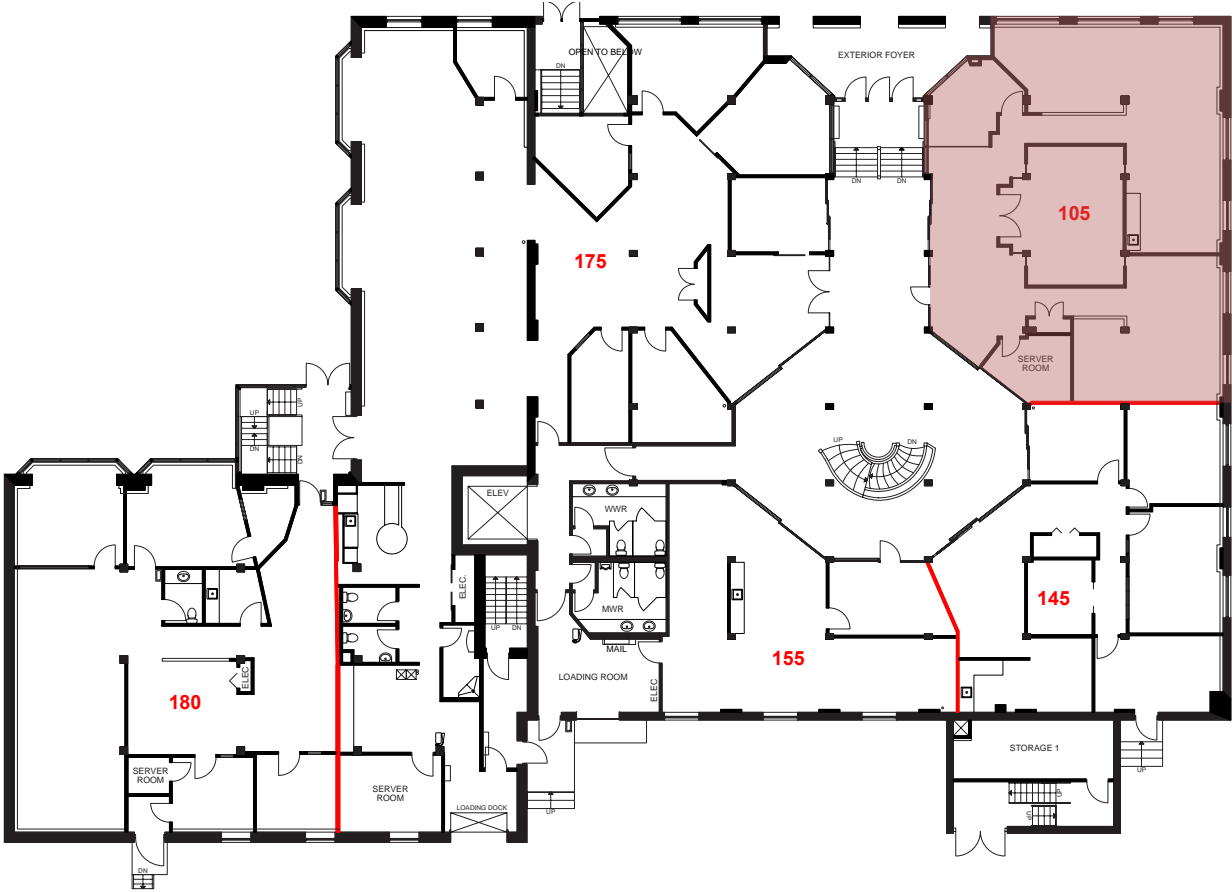 OPEN TO BELOW
DN
EXTERIOR FOYER
DN
DN
105
175
SERVER
ROOM
UP
DN
UP
DN
UP
DN
ELEV
WWR
ELEC.
145
MWR
UP
DN
MAIL
155
LOADING ROOM
ELEC
ELEC
180
STORAGE 1
SERVER
ROOM
SERVER
ROOM
UP
LOADING DOCK
UP
UP
UP
DN